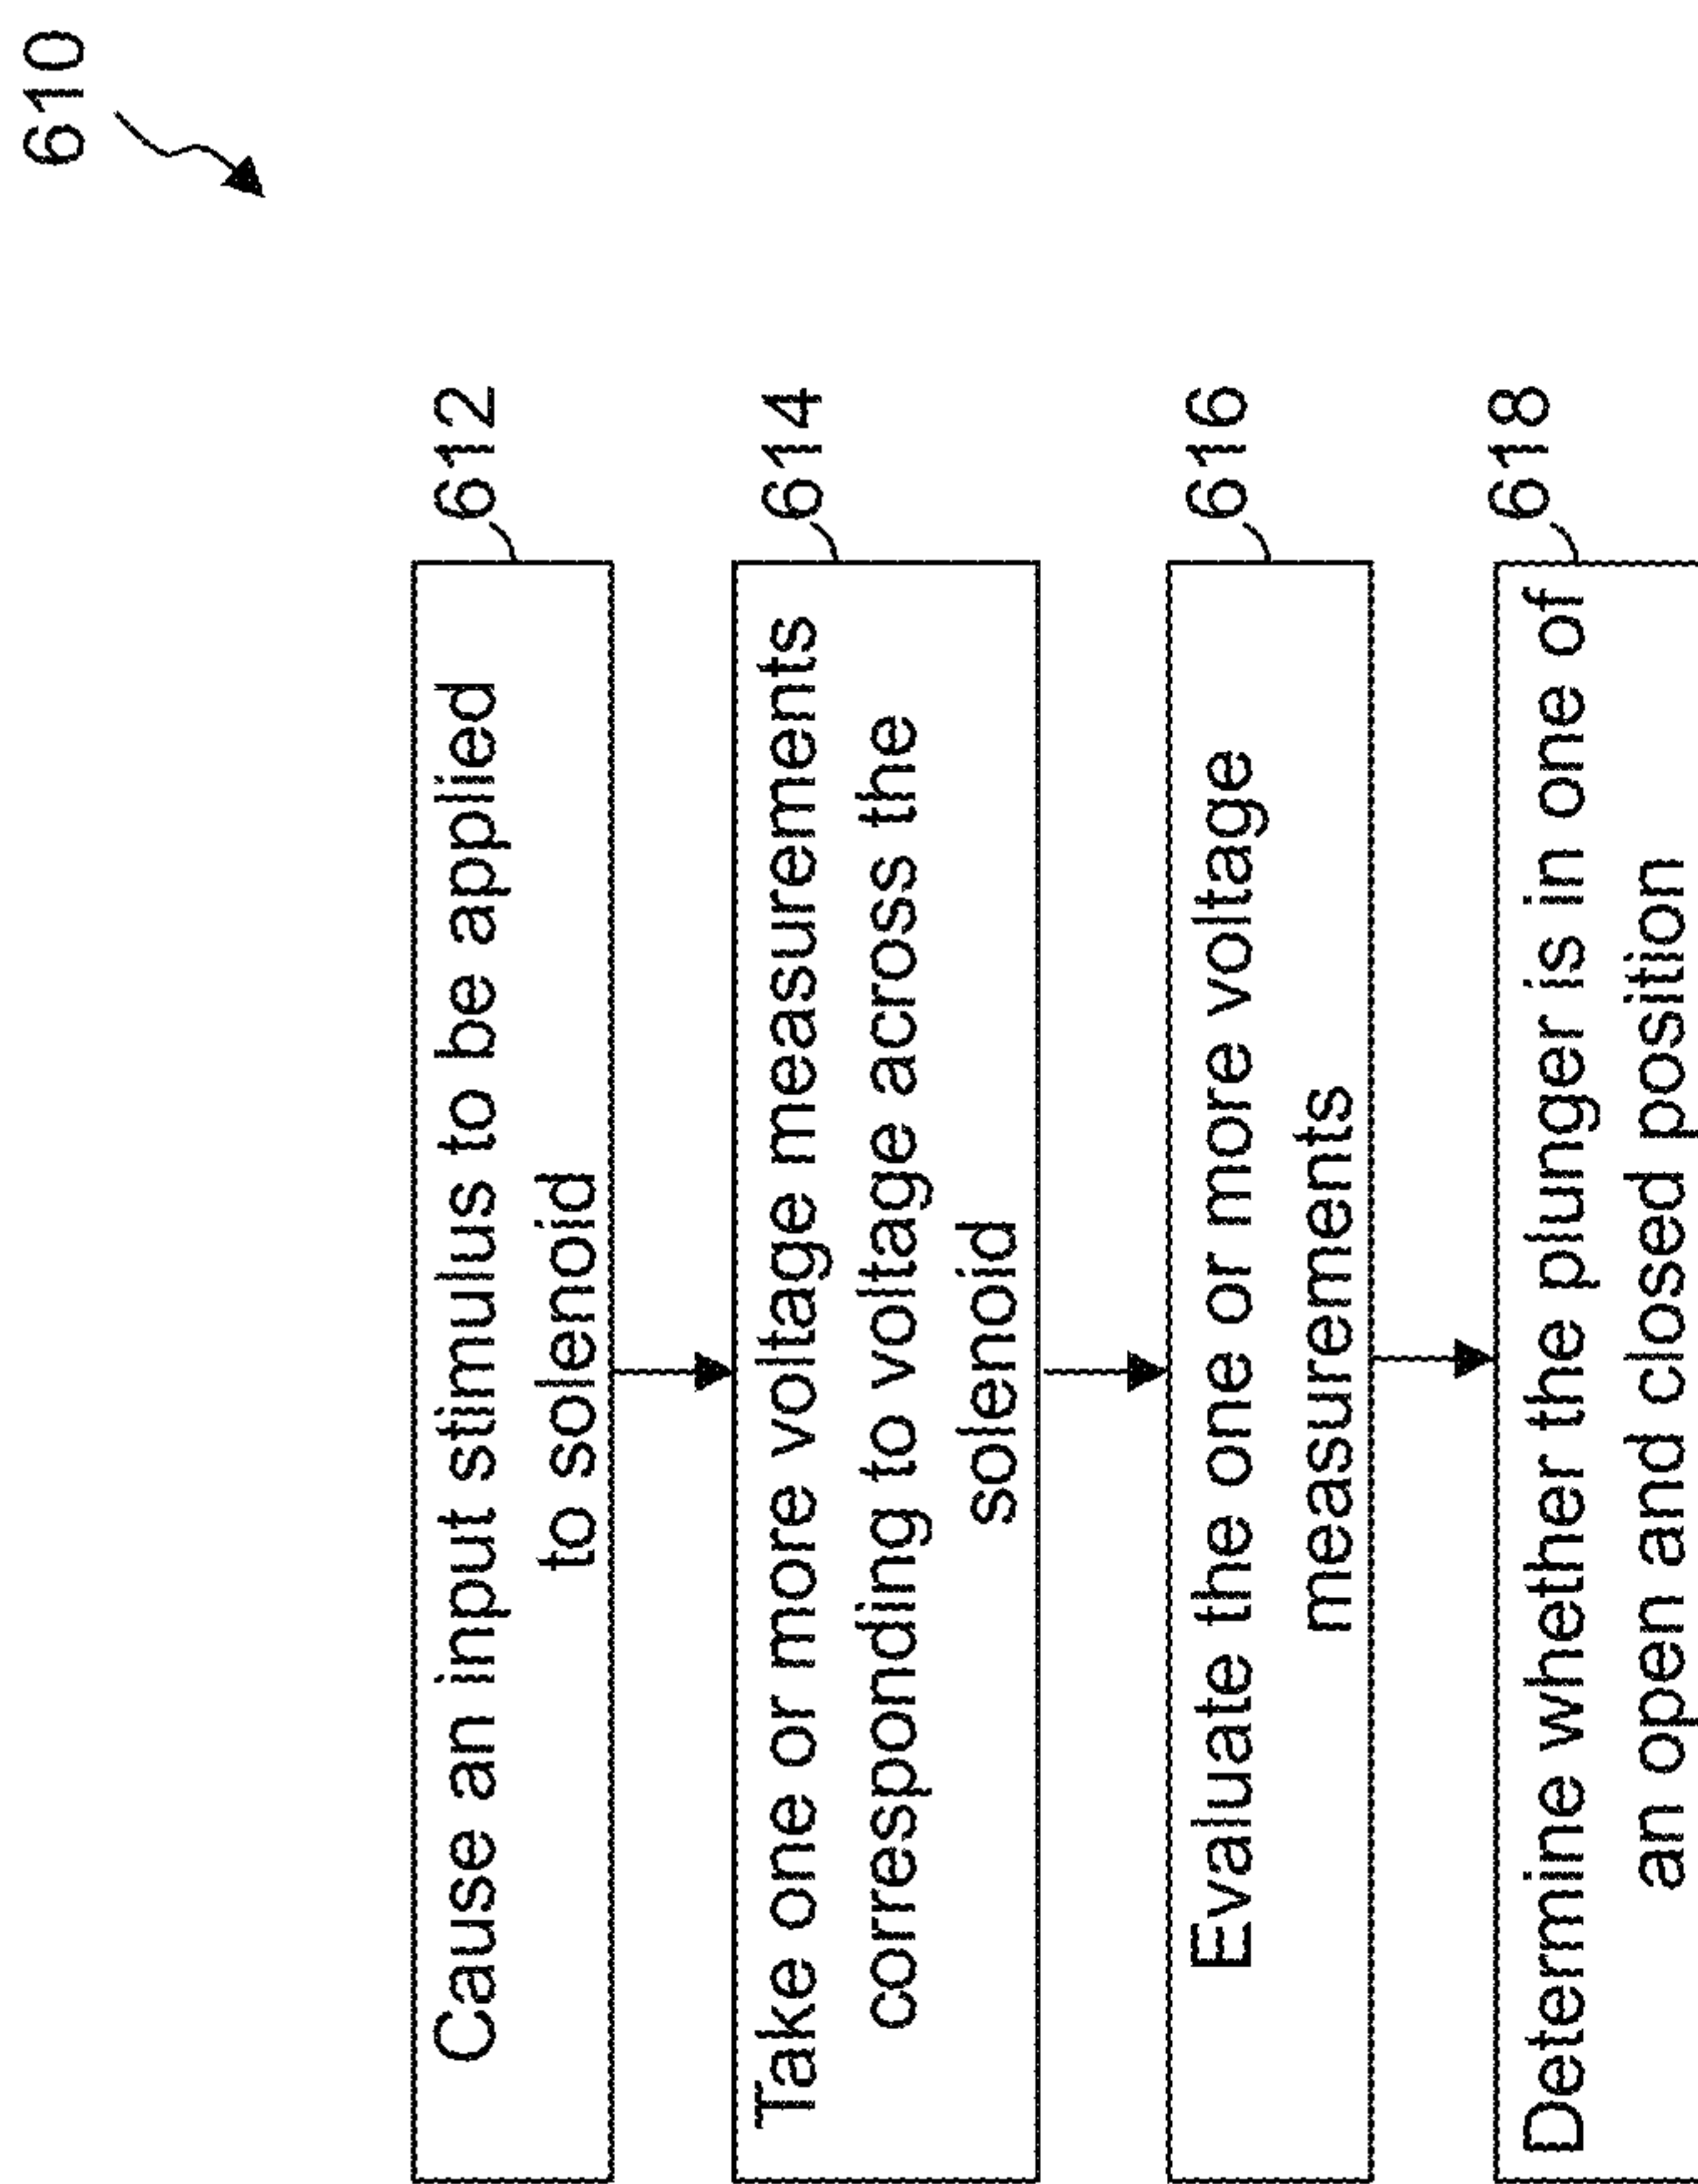 610
Cause an input stimulus to be applied
to solenoid
612
Take one or more voltage measurements
corresponding to voltage across the
solenoid
614
Evaluate the one or more voltage
measurements
616
Determine whether the plunger is in one of
an open and closed position
618